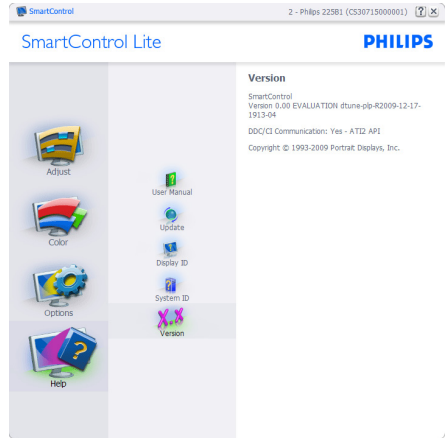 SmartControl
2 - Philips 225B1 (CS30715000001)
SmartControl Lite
PHILIPS
Version
SmartControl
Version 0.00 EVALUATION dtune-plp-R2009-12-17-
1913-04
DDC/CI Communication: Yes - ATI2 API
Copyright © 1993-2009 Portrait Displays, Inc.
Adjust
Color
Options
Help
User Manual
Update
Display ID
System ID
X.X
Version